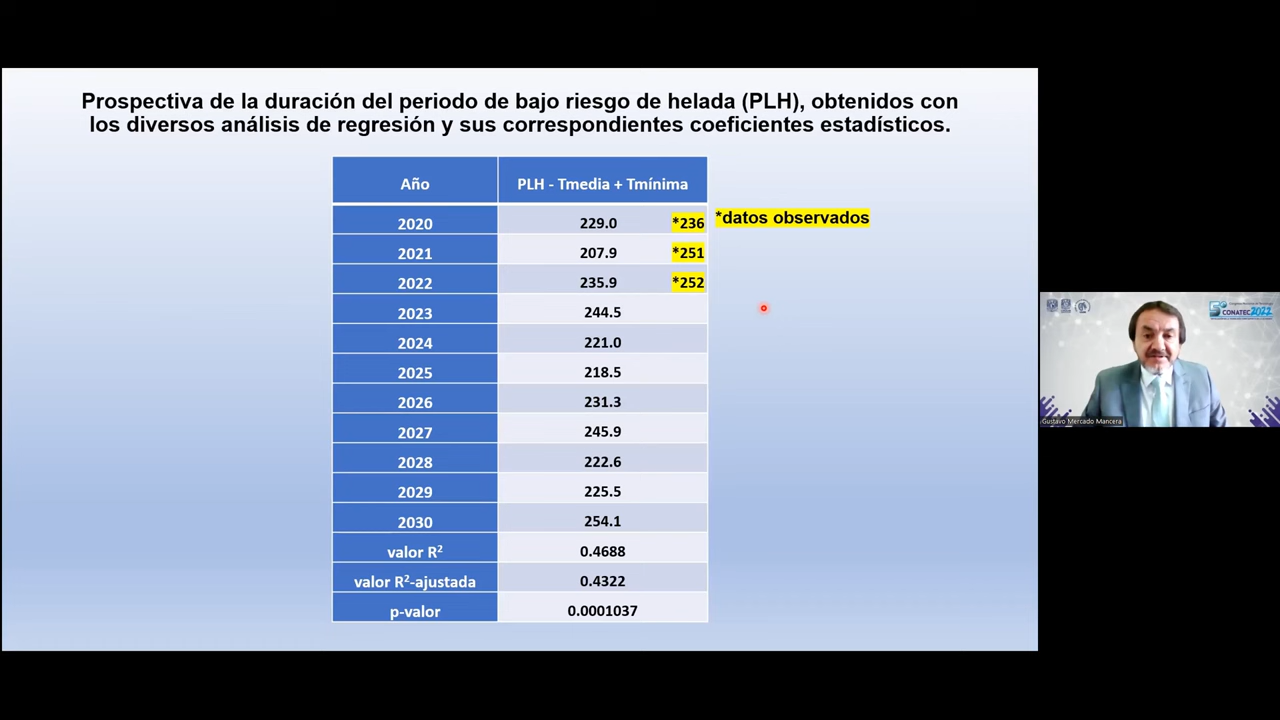 Prospectiva de la duración del periodo de bajo riesgo de helada (PLH), obtenidos con
los diversos análisis de regresión y sus correspondientes coeficientes estadísticos.
Año PLH - Tmedia + Tmínima
2020 229.0 *236 *datos observados
2021 207.9 *251
2022 235.9 *252
2023 244.5
2024 221.0
2025 218.5
2026 231.3
2027 245.9
2028 222.6
2029 225.5
2030 254.1
valor R² 0.4688
valor R²-ajustada 0.4322
p-valor 0.0001037
5º
CONATEC 2022
Gustavo Mercado Mancera